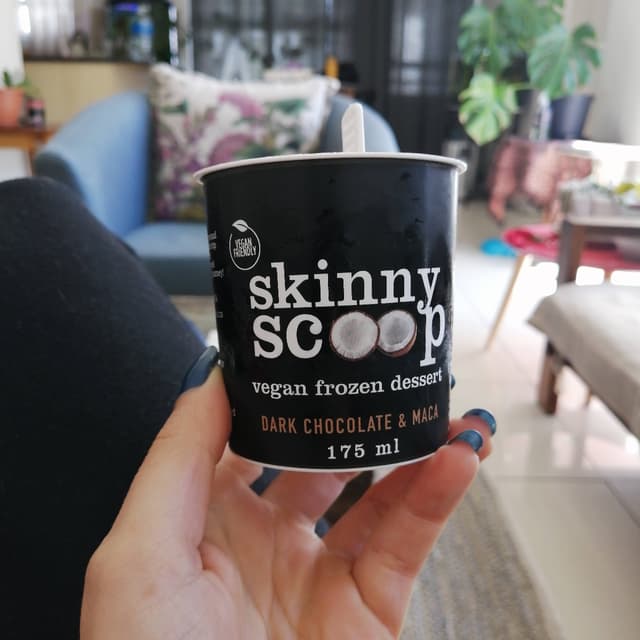 VEGAN
FRIENDLY
skinny
scoop
vegan frozen dessert
DARK CHOCOLATE & MACA
175 ml